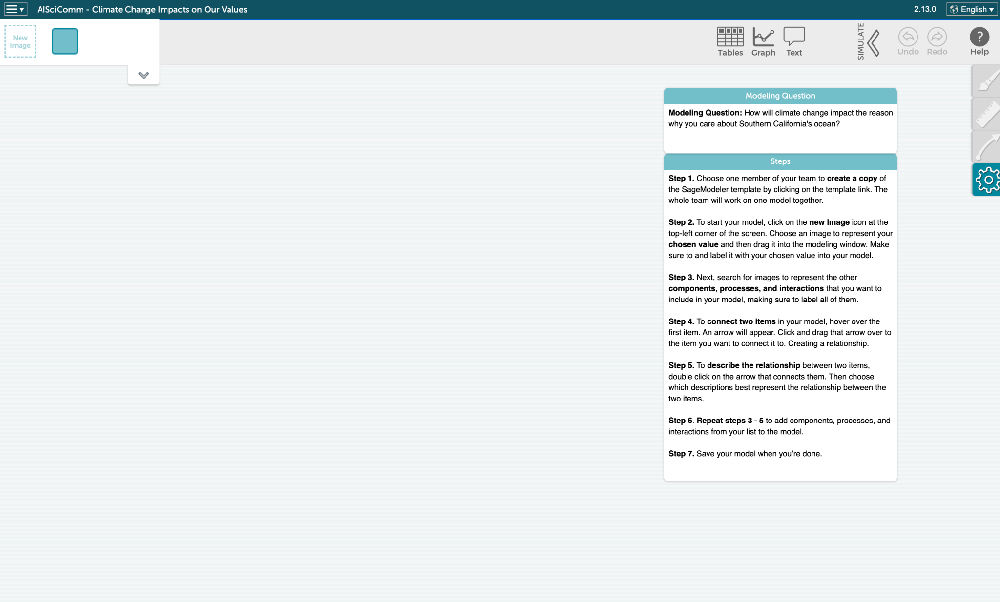 AISciComm - Climate Change Impacts on Our Values
2.13.0
English
New
Image
Tables
Graph
Text
SIMULATE
Undo
Redo
?
Help
Modeling Question
Modeling Question: How will climate change impact the reason
why you care about Southern California's ocean?
Steps
Step 1. Choose one member of your team to create a copy of
the SageModeler template by clicking on the template link. The
whole team will work on one model together.
Step 2. To start your model, click on the new Image icon at the
top-left corner of the screen. Choose an image to represent your
chosen value and then drag it into the modeling window. Make
sure to and label it with your chosen value into your model.
Step 3. Next, search for images to represent the other
components, processes, and interactions that you want to
include in your model, making sure to label all of them.
Step 4. To connect two items in your model, hover over the
first item. An arrow will appear. Click and drag that arrow over to
the item you want to connect it to. Creating a relationship.
Step 5. To describe the relationship between two items,
double click on the arrow that connects them. Then choose
which descriptions best represent the relationship between the
two items.
Step 6. Repeat steps 3 - 5 to add components, processes, and
interactions from your list to the model.
Step 7. Save your model when you’re done.